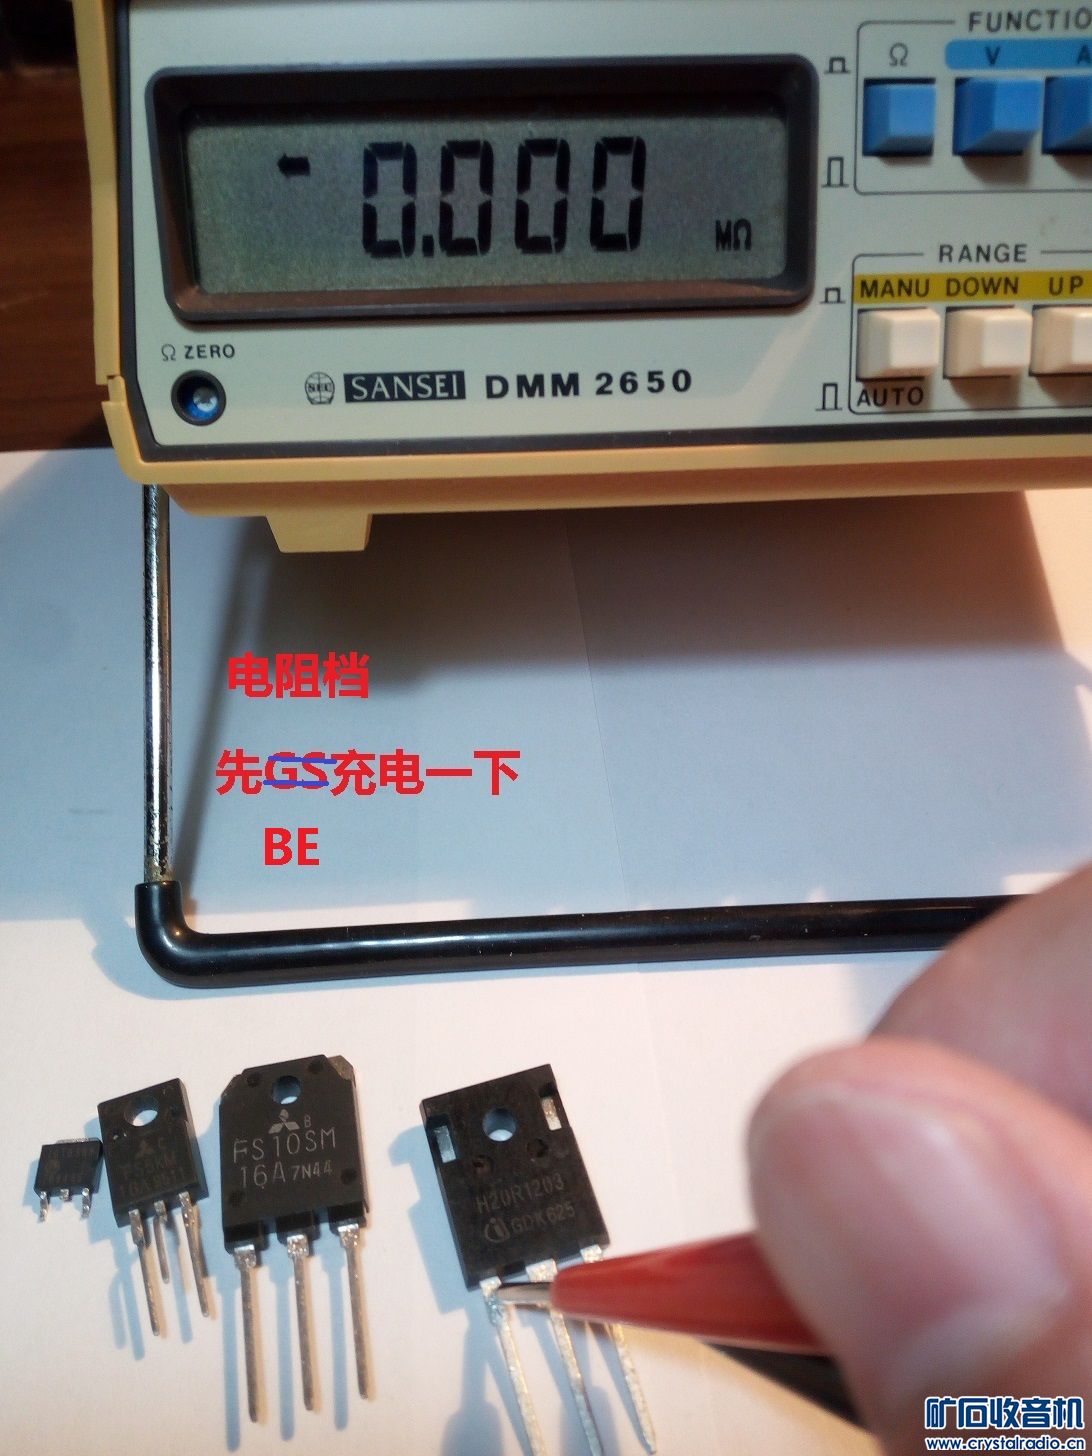 FUNCTIO
Ω V A
0.000 MΩ
RANGE
MANU DOWN UP
AUTO
Ω ZERO
SANSEI DMM 2650
电阻档
先GS充电一下
BE
B
FS10SM
16A 7N44
H20R1203
GDK625
矿石收音机
www.crystalradio.cn